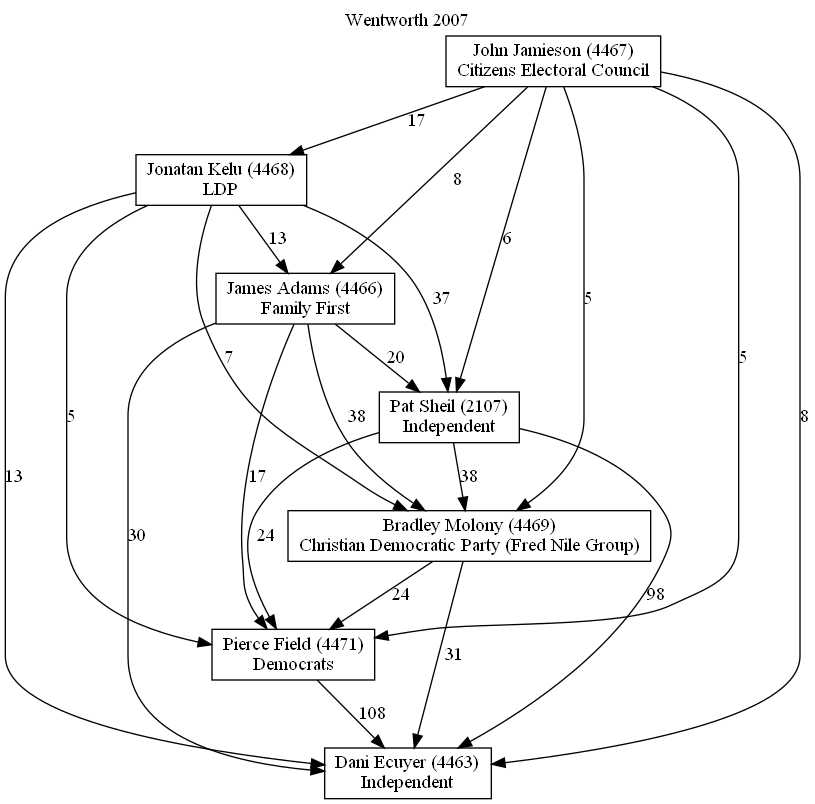 Wentworth 2007
John Jamieson (4467)
Citizens Electoral Council
17
Jonatan Kelu (4468)
LDP
8
6
13
James Adams (4466)
Family First
37
5
7
20
5
8
Pat Sheil (2107)
Independent
5
38
13
17
38
30
24
Bradley Molony (4469)
Christian Democratic Party (Fred Nile Group)
24
98
Pierce Field (4471)
Democrats
31
108
Dani Ecuyer (4463)
Independent